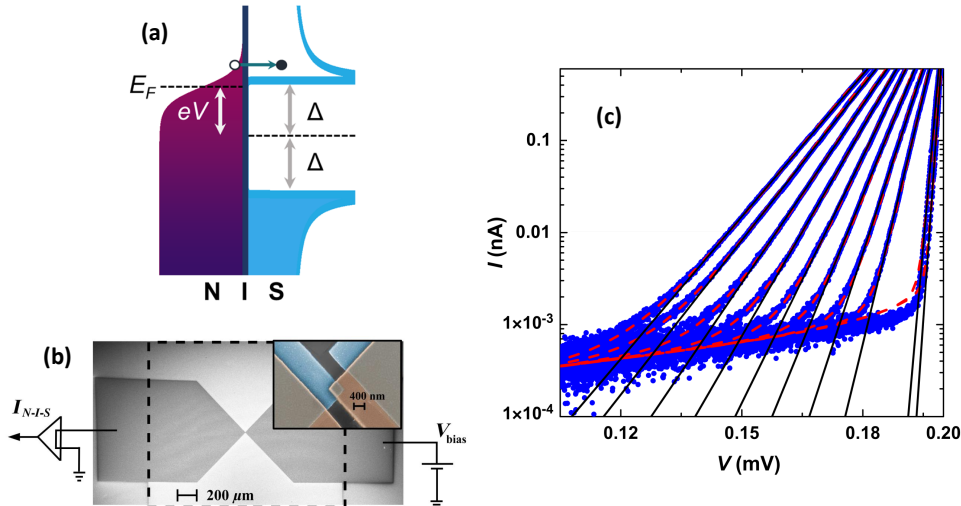 (a)
E_F
eV
Δ
Δ
N I S
(b)
I_{N-I-S}
400 nm
V_bias
200 μm
(c)
I (nA)
0.1
0.01
1×10⁻³
1×10⁻⁴
0.12 0.15 0.18 0.20
V (mV)